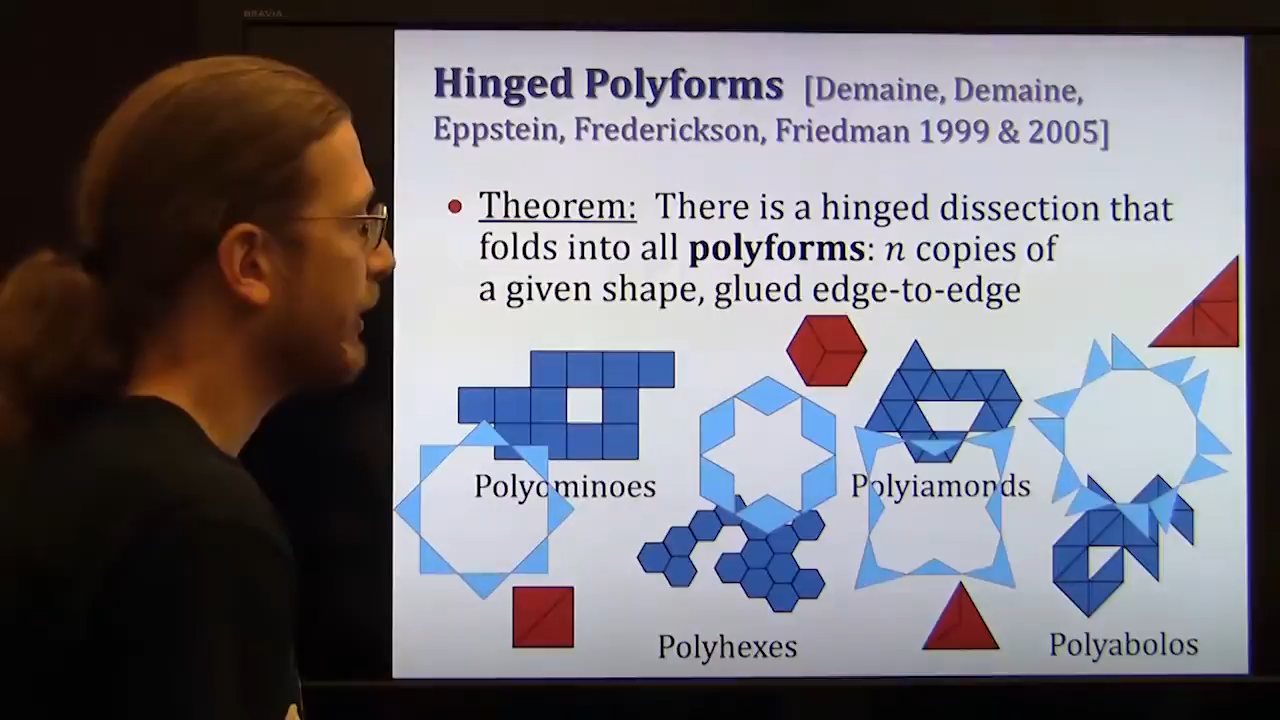 BRAVIA
Hinged Polyforms [Demaine, Demaine,
Eppstein, Frederickson, Friedman 1999 & 2005]
• Theorem: There is a hinged dissection that
folds into all polyforms: n copies of
a given shape, glued edge-to-edge
Polyominoes
Polyiamonds
Polyhexes
Polyabolos